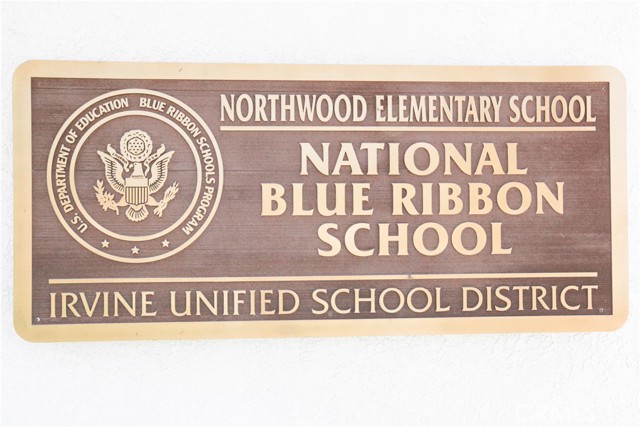 NORTHWOOD ELEMENTARY SCHOOL
NATIONAL
BLUE RIBBON
SCHOOL
U.S. DEPARTMENT OF EDUCATION BLUE RIBBON SCHOOLS PROGRAM
IRVINE UNIFIED SCHOOL DISTRICT